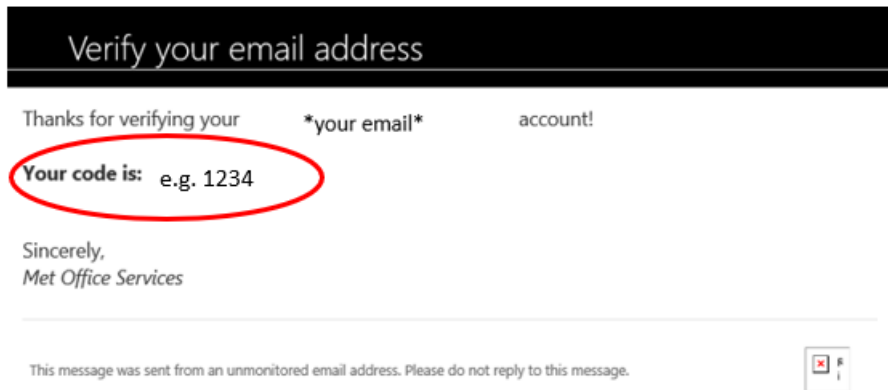 Verify your email address
Thanks for verifying your *your email* account!
Your code is: e.g. 1234
Sincerely,
Met Office Services
This message was sent from an unmonitored email address. Please do not reply to this message.